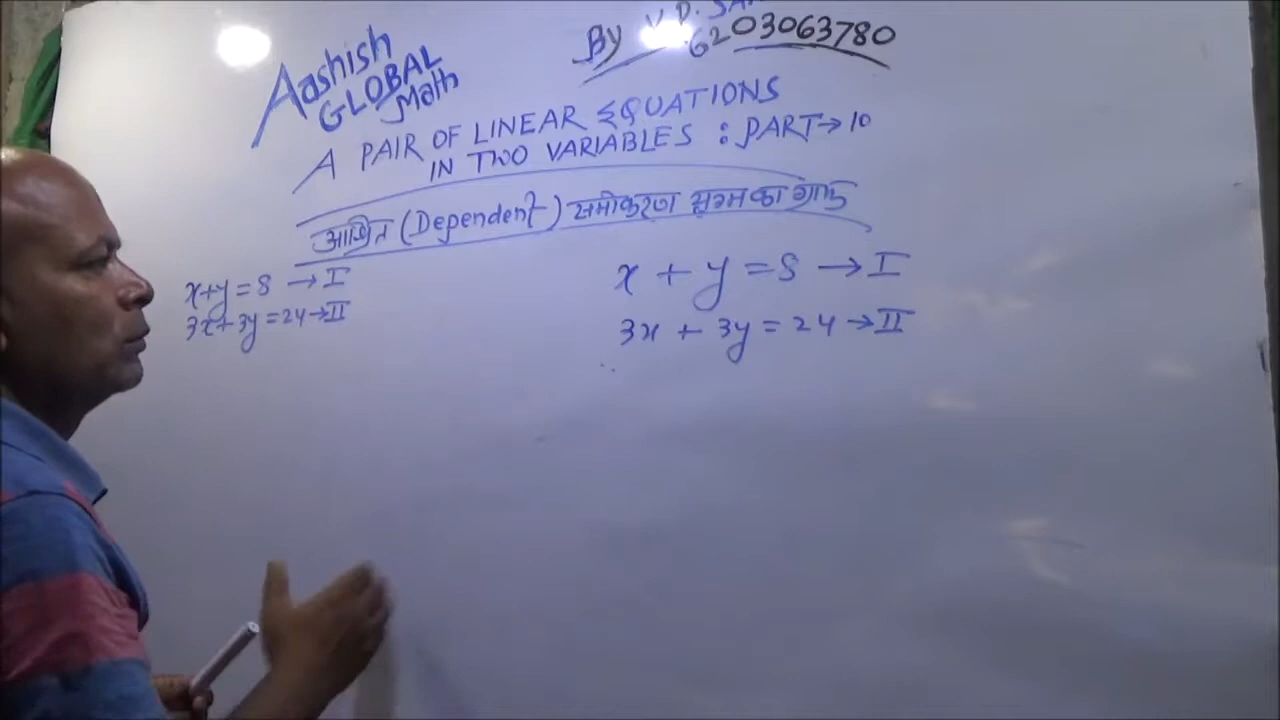 Aashish
GLOBAL
Math
By V.D.
6203063780
A PAIR OF LINEAR EQUATIONS
IN TWO VARIABLES : PART → 10
आश्रित (Dependent) समीकरण युग्म का ग्राफ
x+y = 8 → I
3x+3y = 24 → II
x + y = 8 → I
3x + 3y = 24 → II